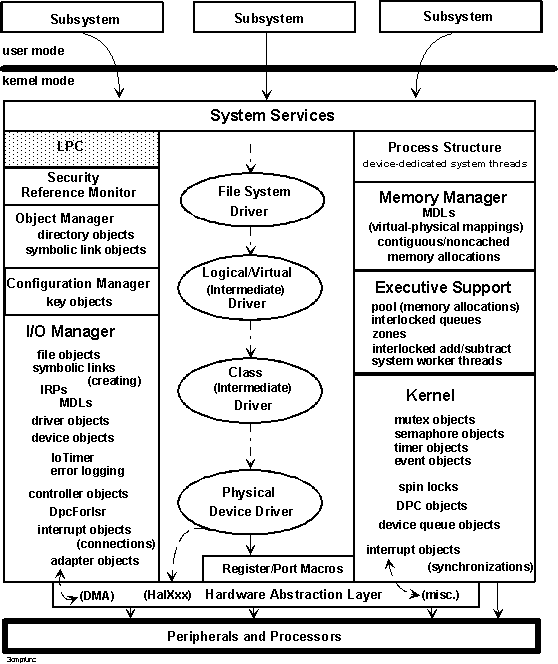 Subsystem
Subsystem
Subsystem
user mode
kernel mode
System Services
LPC
Security
Reference Monitor
Object Manager
directory objects
symbolic link objects
Configuration Manager
key objects
I/O Manager
file objects
symbolic links
(creating)
IRPs
MDLs
driver objects
device objects
IoTimer
error logging
controller objects
DpcForIsr
interrupt objects
(connections)
adapter objects
File System
Driver
Logical/Virtual
(Intermediate)
Driver
Class
(Intermediate)
Driver
Physical
Device Driver
Register/Port Macros
Process Structure
device-dedicated system threads
Memory Manager
MDLs
(virtual-physical mappings)
contiguous/noncached
memory allocations
Executive Support
pool (memory allocations)
interlocked queues
zones
interlocked add/subtract
system worker threads
Kernel
mutex objects
semaphore objects
timer objects
event objects
spin locks
DPC objects
device queue objects
interrupt objects
(synchronizations)
(DMA)
(HalXxx)
Hardware Abstraction Layer
(misc.)
Peripherals and Processors